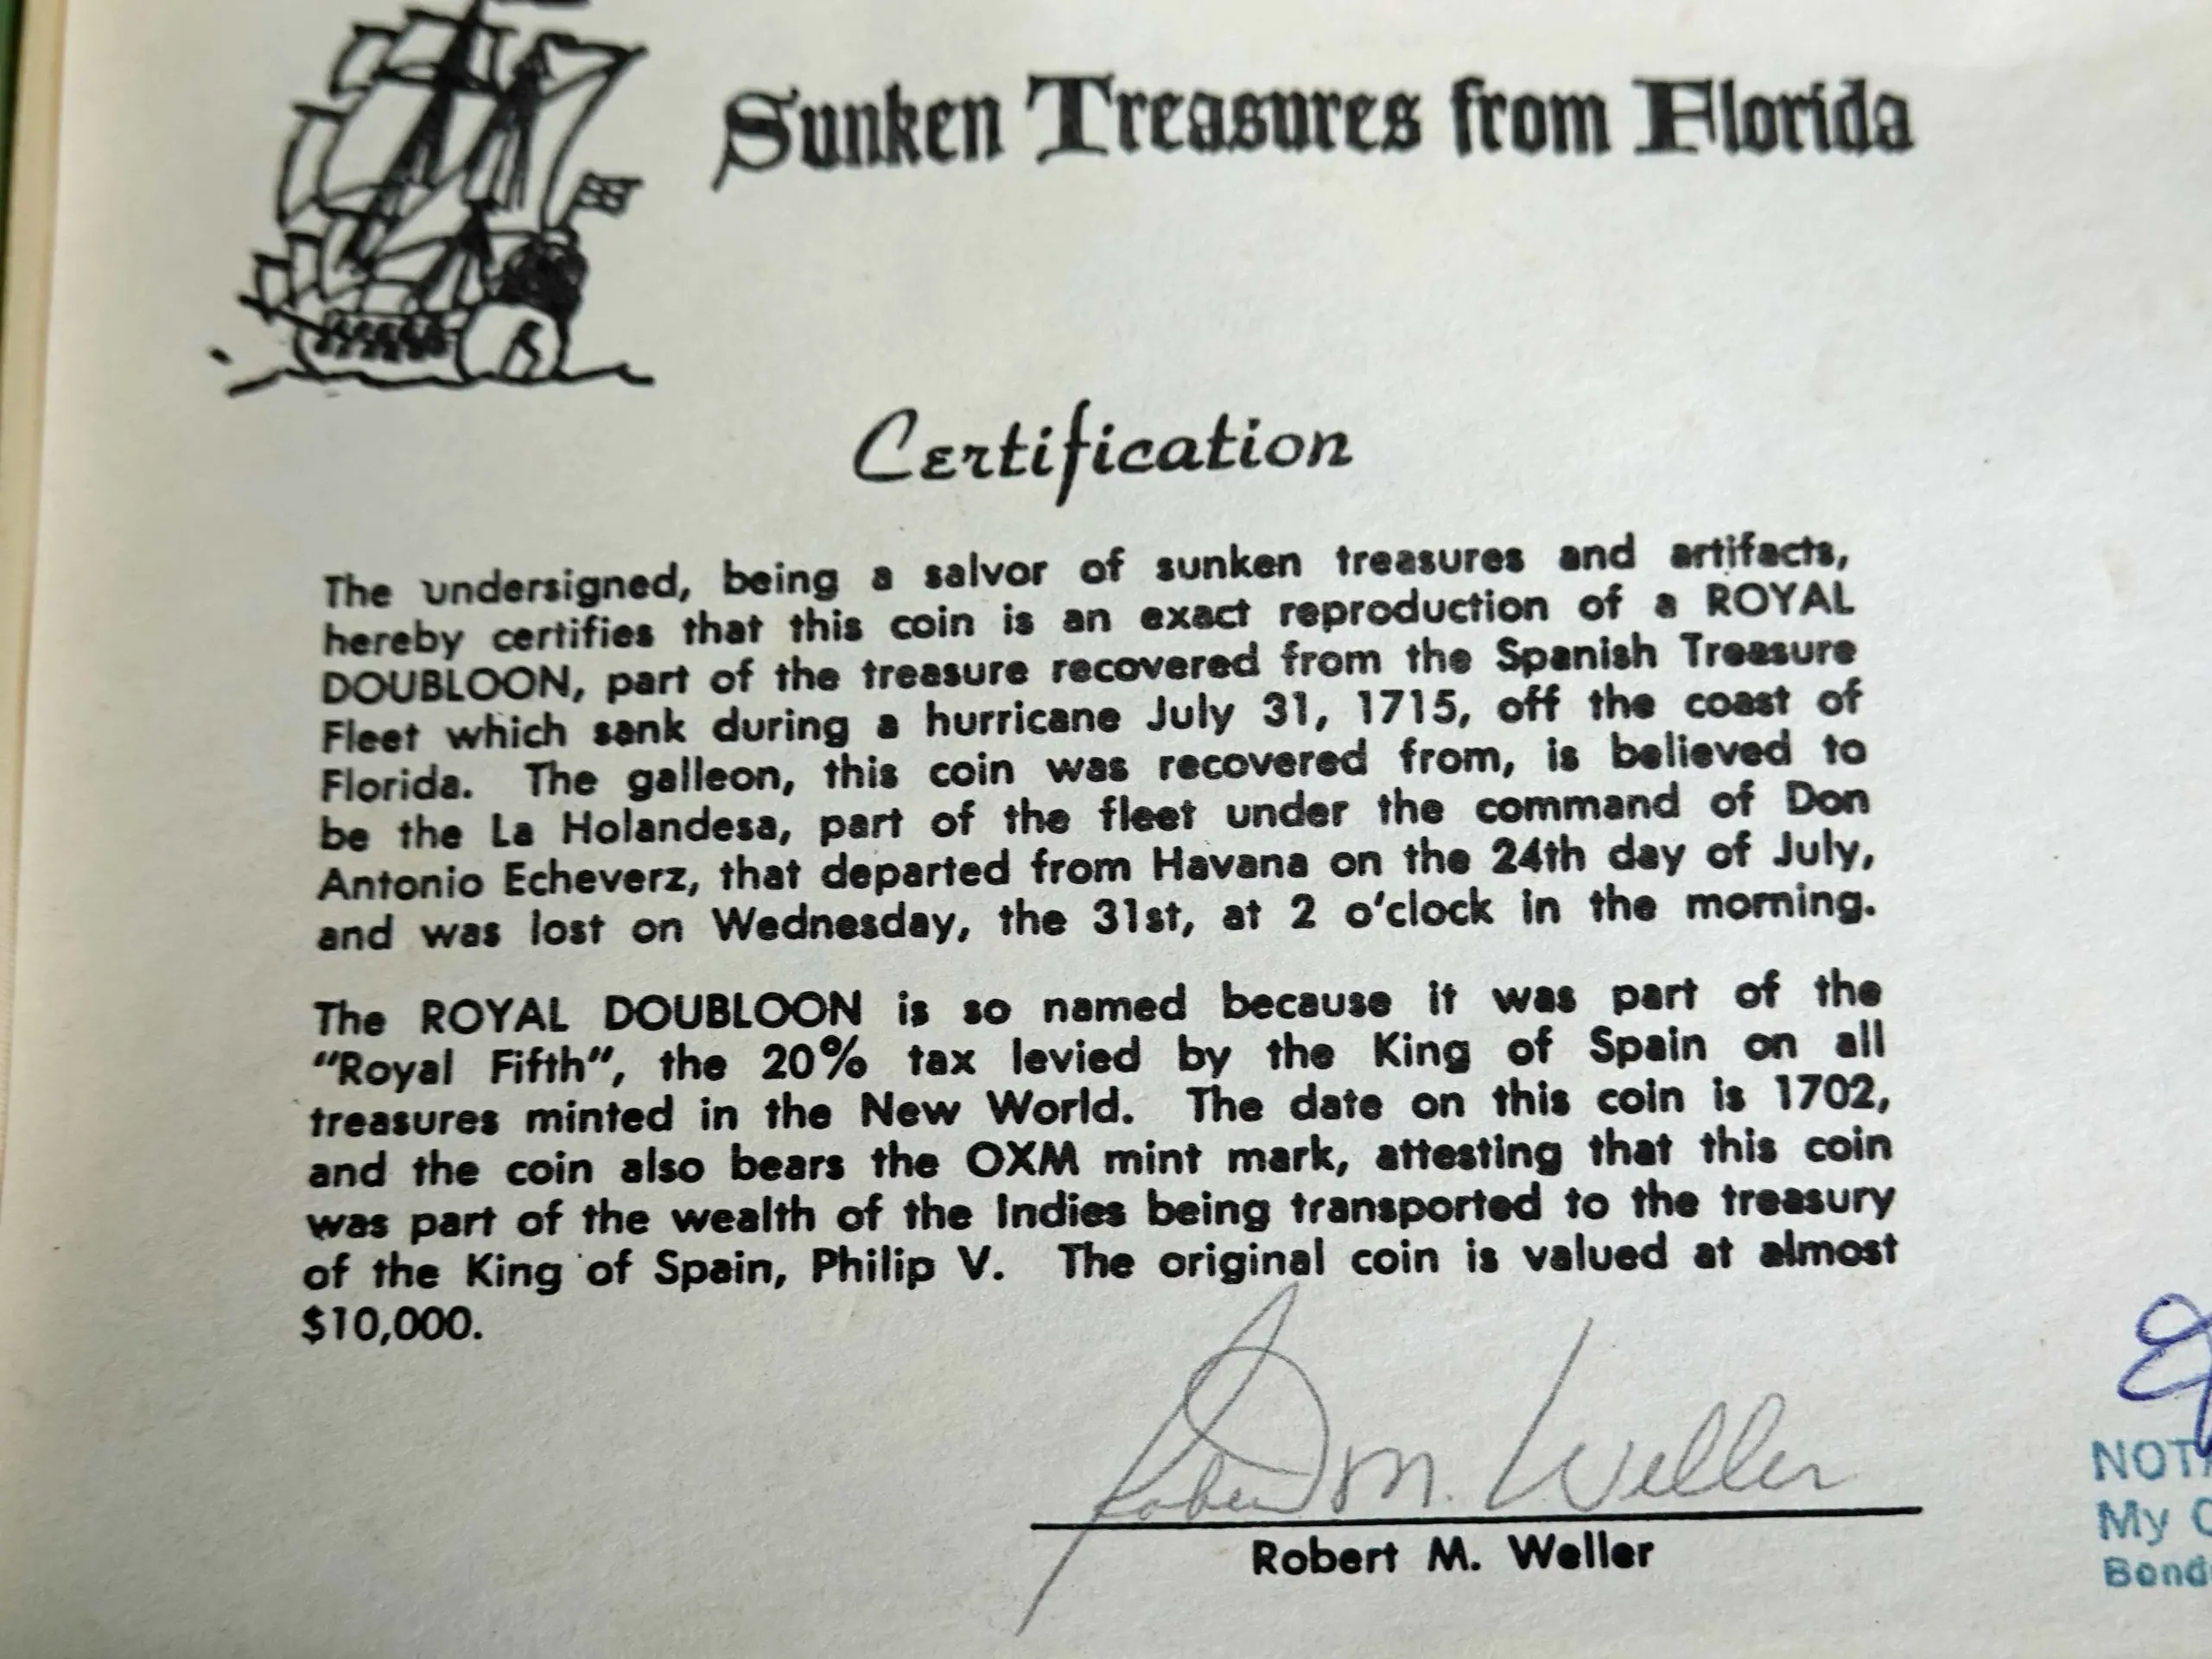 Sunken Treasures from Florida
Certification
The undersigned, being a salvor of sunken treasures and artifacts,
hereby certifies that this coin is an exact reproduction of a ROYAL
DOUBLOON, part of the treasure recovered from the Spanish Treasure
Fleet which sank during a hurricane July 31, 1715, off the coast of
Florida. The galleon, this coin was recovered from, is believed to
be the La Holandesa, part of the fleet under the command of Don
Antonio Echeverz, that departed from Havana on the 24th day of July,
and was lost on Wednesday, the 31st, at 2 o'clock in the morning.
The ROYAL DOUBLOON is so named because it was part of the
"Royal Fifth", the 20% tax levied by the King of Spain on all
treasures minted in the New World. The date on this coin is 1702,
and the coin also bears the OXM mint mark, attesting that this coin
was part of the wealth of the Indies being transported to the treasury
of the King of Spain, Philip V. The original coin is valued at almost
$10,000.
Robert M. Weller
Robert M. Weller
My